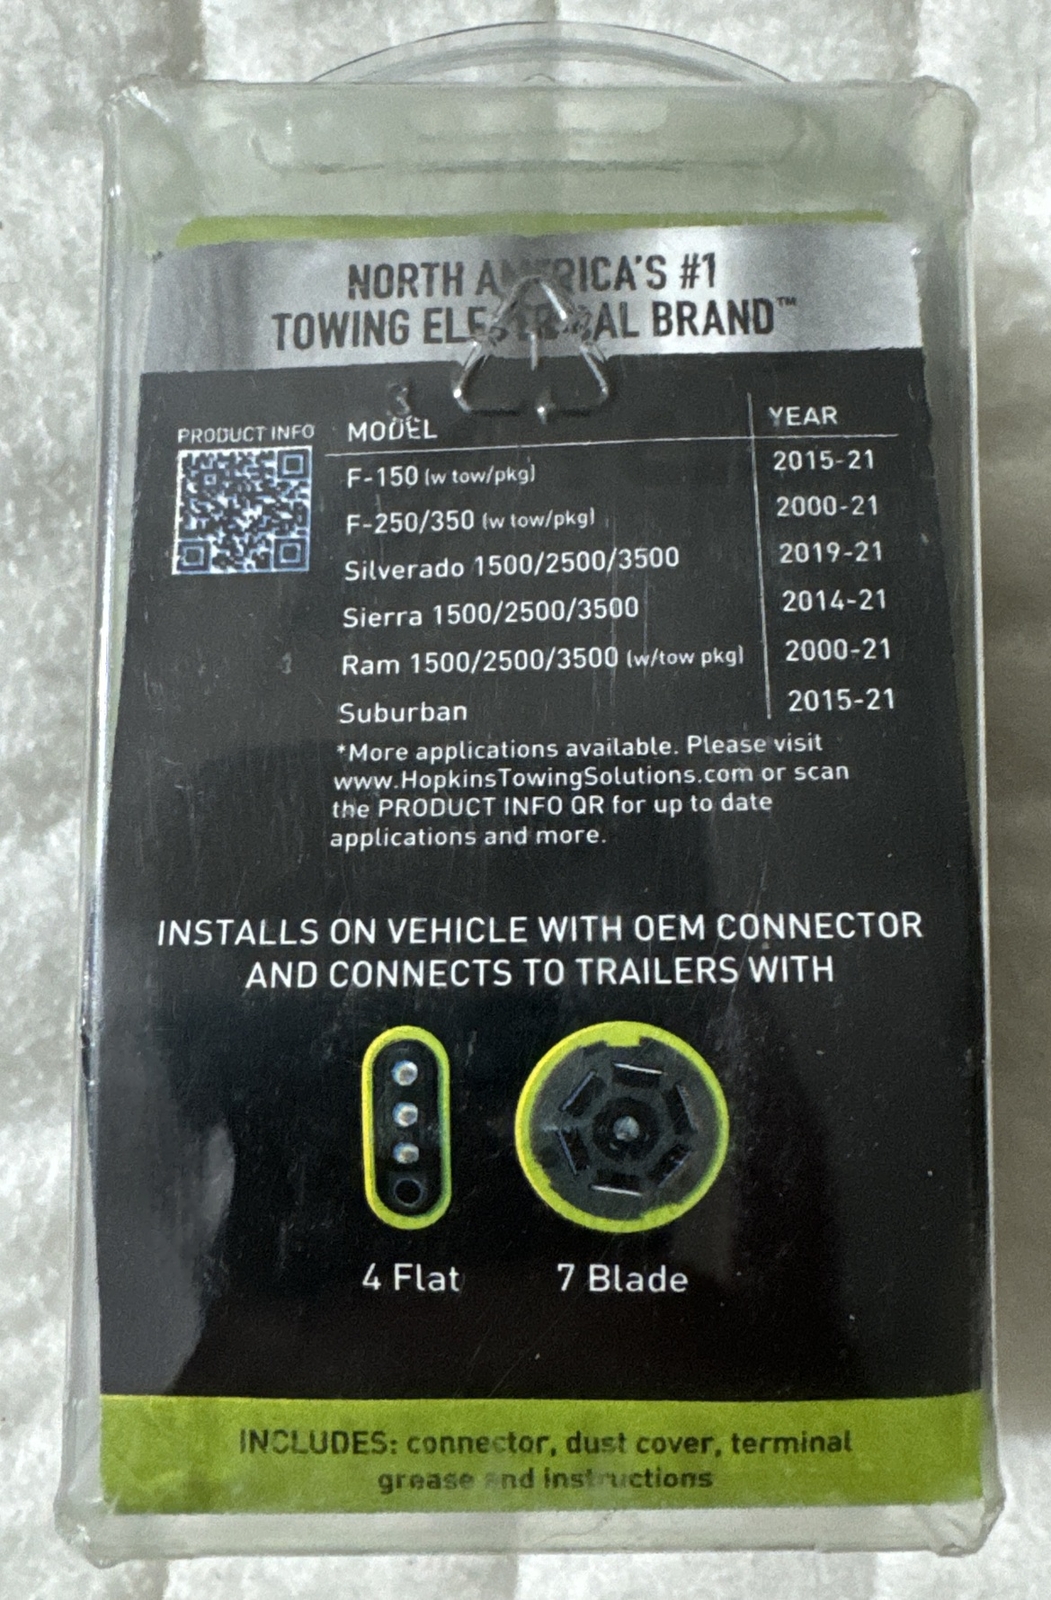 NORTH AMERICA'S #1
TOWING ELECTRICAL BRAND™
3
PRODUCT INFO
MODEL YEAR
F-150 (w tow/pkg) 2015-21
F-250/350 (w tow/pkg) 2000-21
Silverado 1500/2500/3500 2019-21
Sierra 1500/2500/3500 2014-21
Ram 1500/2500/3500 (w/tow pkg) 2000-21
Suburban 2015-21
*More applications available. Please visit
www.HopkinsTowingSolutions.com or scan
the PRODUCT INFO QR for up to date
applications and more.
INSTALLS ON VEHICLE WITH OEM CONNECTOR
AND CONNECTS TO TRAILERS WITH
4 Flat 7 Blade
INCLUDES: connector, dust cover, terminal
grease and instructions